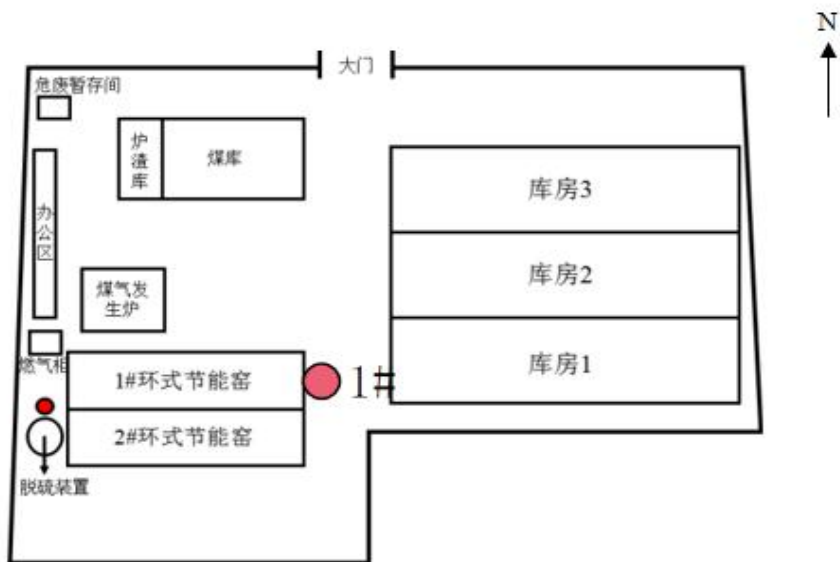 N
大门
危废暂存间
炉
渣
库
煤库
库房3
办
公
区
库房2
煤气发
生炉
燃气柜
1#环式节能窑
1#
库房1
2#环式节能窑
脱硫装置